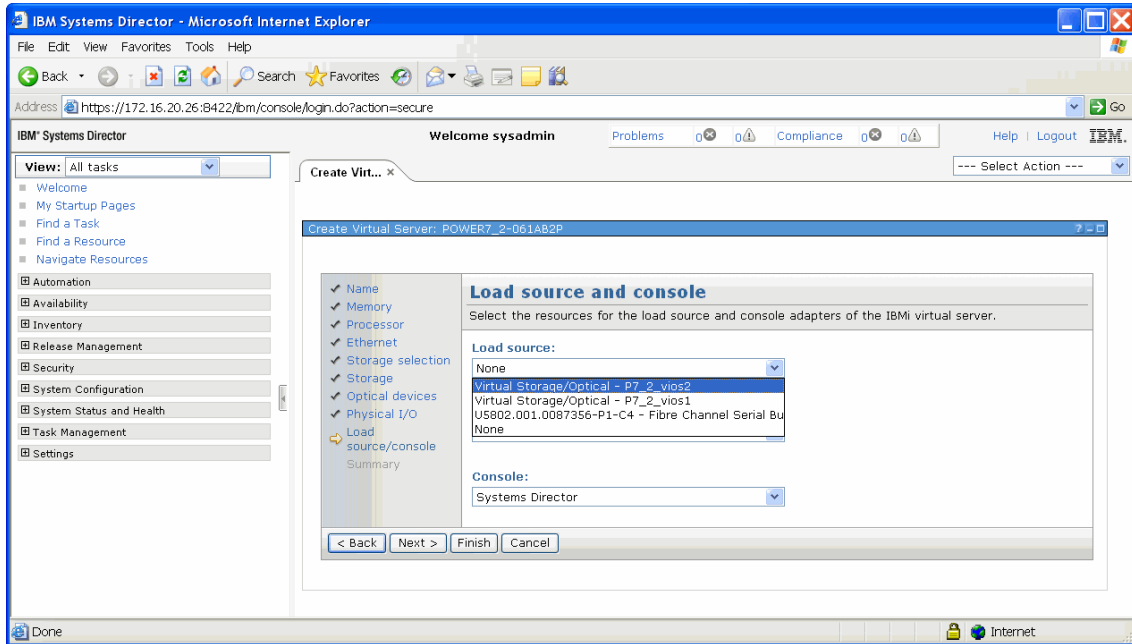 IBM Systems Director - Microsoft Internet Explorer
File Edit View Favorites Tools Help
Back Search Favorites
Address https://172.16.20.26:8422/ibm/console/login.do?action=secure Go
IBM® Systems Director Welcome sysadmin Problems 0 0 Compliance 0 0 Help Logout IBM.
View: All tasks
Welcome
My Startup Pages
Find a Task
Find a Resource
Navigate Resources
Automation
Availability
Inventory
Release Management
Security
System Configuration
System Status and Health
Task Management
Settings
Create Virt... ×
--- Select Action ---
Create Virtual Server: POWER7_2-061AB2P
Name
Memory
Processor
Ethernet
Storage selection
Storage
Optical devices
Physical I/O
Load
source/console
Summary
Load source and console
Select the resources for the load source and console adapters of the IBMi virtual server.
Load source:
None
Virtual Storage/Optical - P7_2_vios2
Virtual Storage/Optical - P7_2_vios1
U5802.001.0087356-P1-C4 - Fibre Channel Serial Bu
None
Console:
Systems Director
< Back Next > Finish Cancel
Done Internet